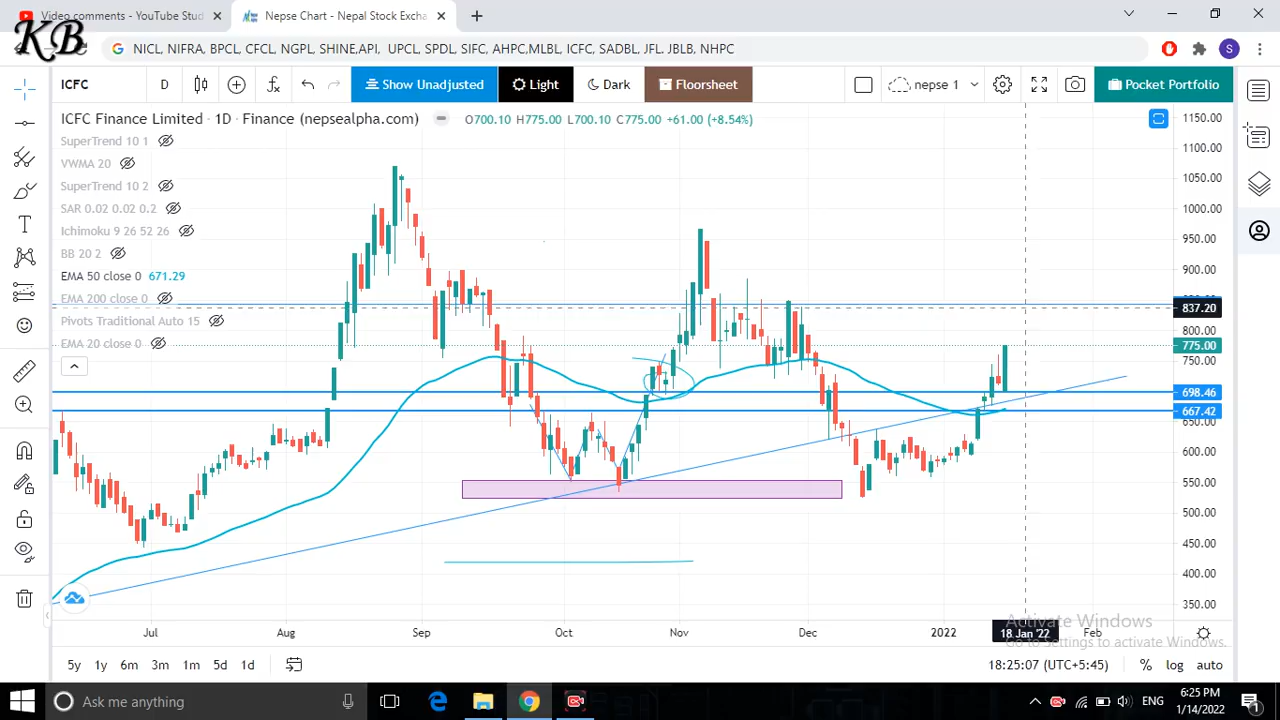 Video comments - YouTube Stud
Nepse Chart - Nepal Stock Excha
KB
NICL, NIFRA, BPCL, CFCL, NGPL, SHINE,API, UPCL, SPDL, SIFC, AHPC,MLBL, ICFC, SADBL, JFL, JBLB, NHPC
S
ICFC
D
Show Unadjusted
Light
Dark
Floorsheet
nepse 1
Pocket Portfolio
ICFC Finance Limited · 1D · Finance (nepsealpha.com)
O700.10 H775.00 L700.10 C775.00 +61.00 (+8.54%)
SuperTrend 10 1
VWMA 20
SuperTrend 10 2
SAR 0.02 0.02 0.2
Ichimoku 9 26 52 26
BB 20 2
EMA 50 close 0 671.29
EMA 200 close 0
Pivots Traditional Auto 15
EMA 20 close 0
1150.00
1100.00
1050.00
1000.00
950.00
900.00
837.20
800.00
775.00
750.00
698.46
667.42
650.00
600.00
550.00
500.00
450.00
400.00
350.00
Jul
Aug
Sep
Oct
Nov
Dec
2022
18 Jan '22
Feb
Activate Windows
Go to Settings to activate Windows.
5y
1y
6m
3m
1m
5d
1d
18:25:07 (UTC+5:45)
%
log
auto
Ask me anything
ENG
6:25 PM
1/14/2022
1